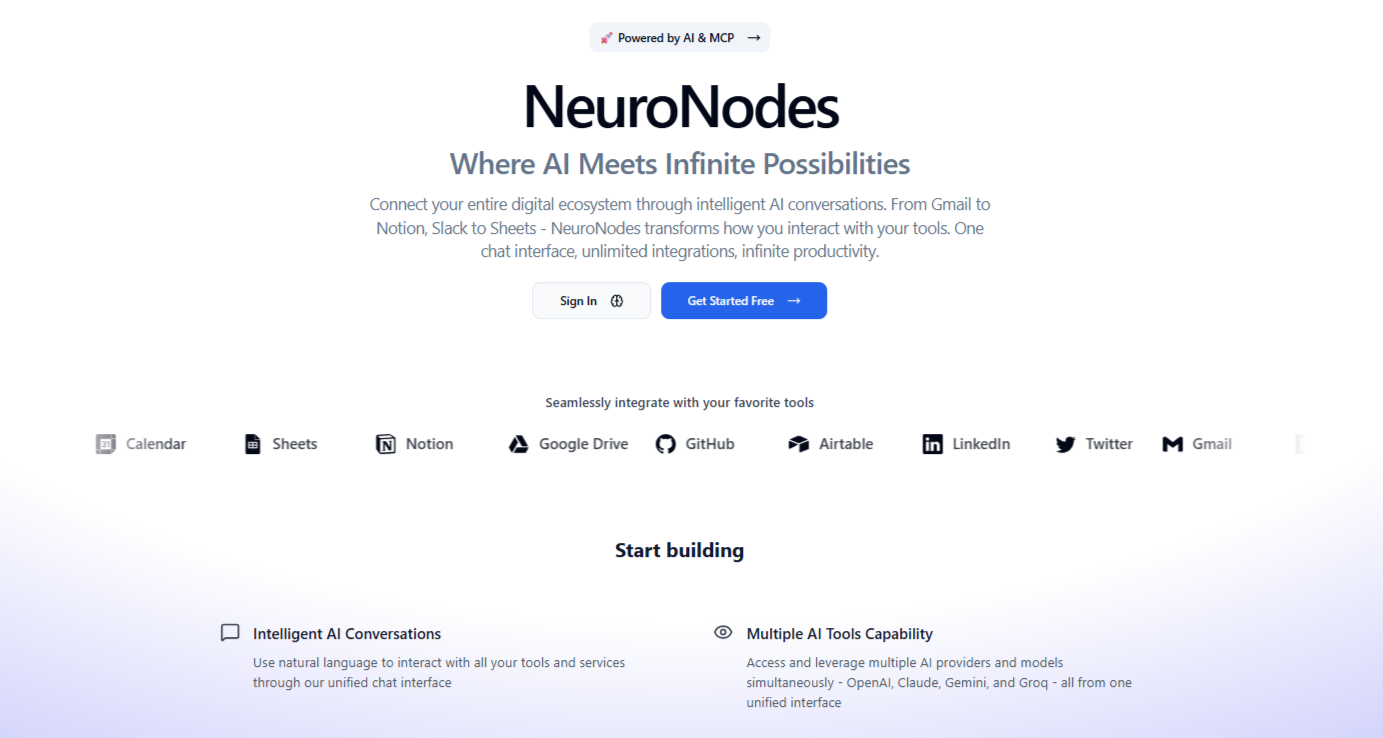 Powered by AI & MCP →
NeuroNodes
Where AI Meets Infinite Possibilities
Connect your entire digital ecosystem through intelligent AI conversations. From Gmail to
Notion, Slack to Sheets - NeuroNodes transforms how you interact with your tools. One
chat interface, unlimited integrations, infinite productivity.
Sign In
Get Started Free →
Seamlessly integrate with your favorite tools
31 Calendar Sheets Notion Google Drive GitHub Airtable LinkedIn Twitter Gmail
Start building
Intelligent AI Conversations
Use natural language to interact with all your tools and services
through our unified chat interface
Multiple AI Tools Capability
Access and leverage multiple AI providers and models
simultaneously - OpenAI, Claude, Gemini, and Groq - all from one
unified interface